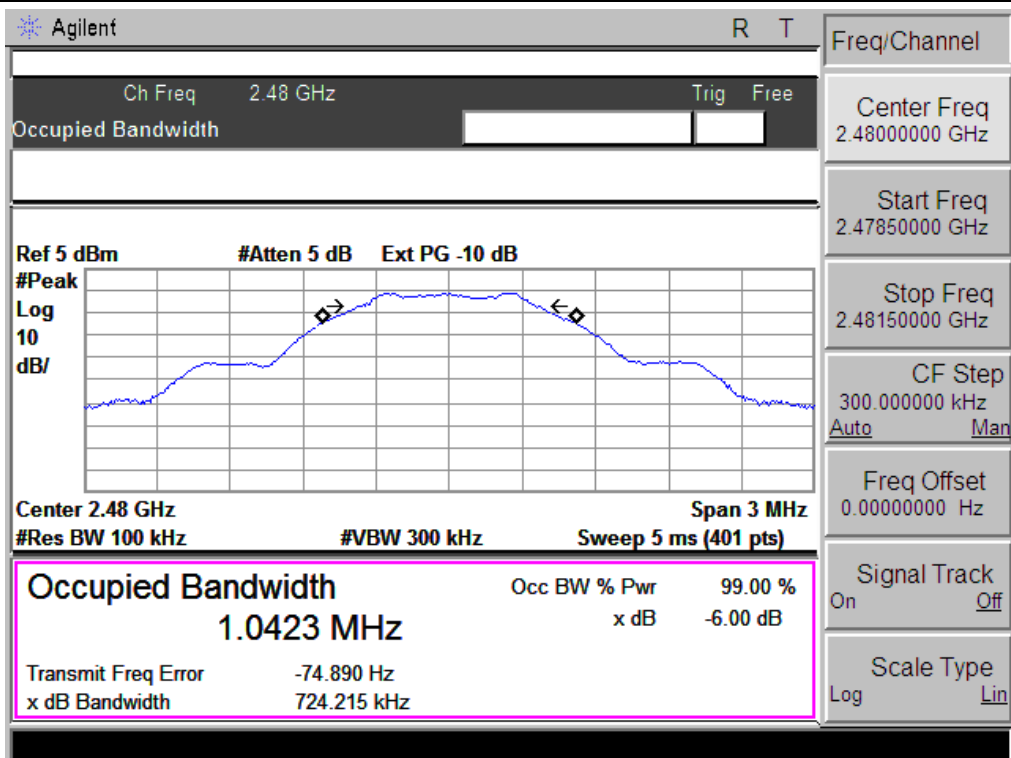 Agilent R T
Ch Freq 2.48 GHz Trig Free
Occupied Bandwidth
Ref 5 dBm #Atten 5 dB Ext PG -10 dB
#Peak
Log
10
dB/
Center 2.48 GHz Span 3 MHz
#Res BW 100 kHz #VBW 300 kHz Sweep 5 ms (401 pts)
Occupied Bandwidth Occ BW % Pwr 99.00 %
1.0423 MHz x dB -6.00 dB
Transmit Freq Error -74.890 Hz
x dB Bandwidth 724.215 kHz
Freq/Channel
Center Freq
2.48000000 GHz
Start Freq
2.47850000 GHz
Stop Freq
2.48150000 GHz
CF Step
300.000000 kHz
Auto Man
Freq Offset
0.00000000 Hz
Signal Track
On Off
Scale Type
Log Lin